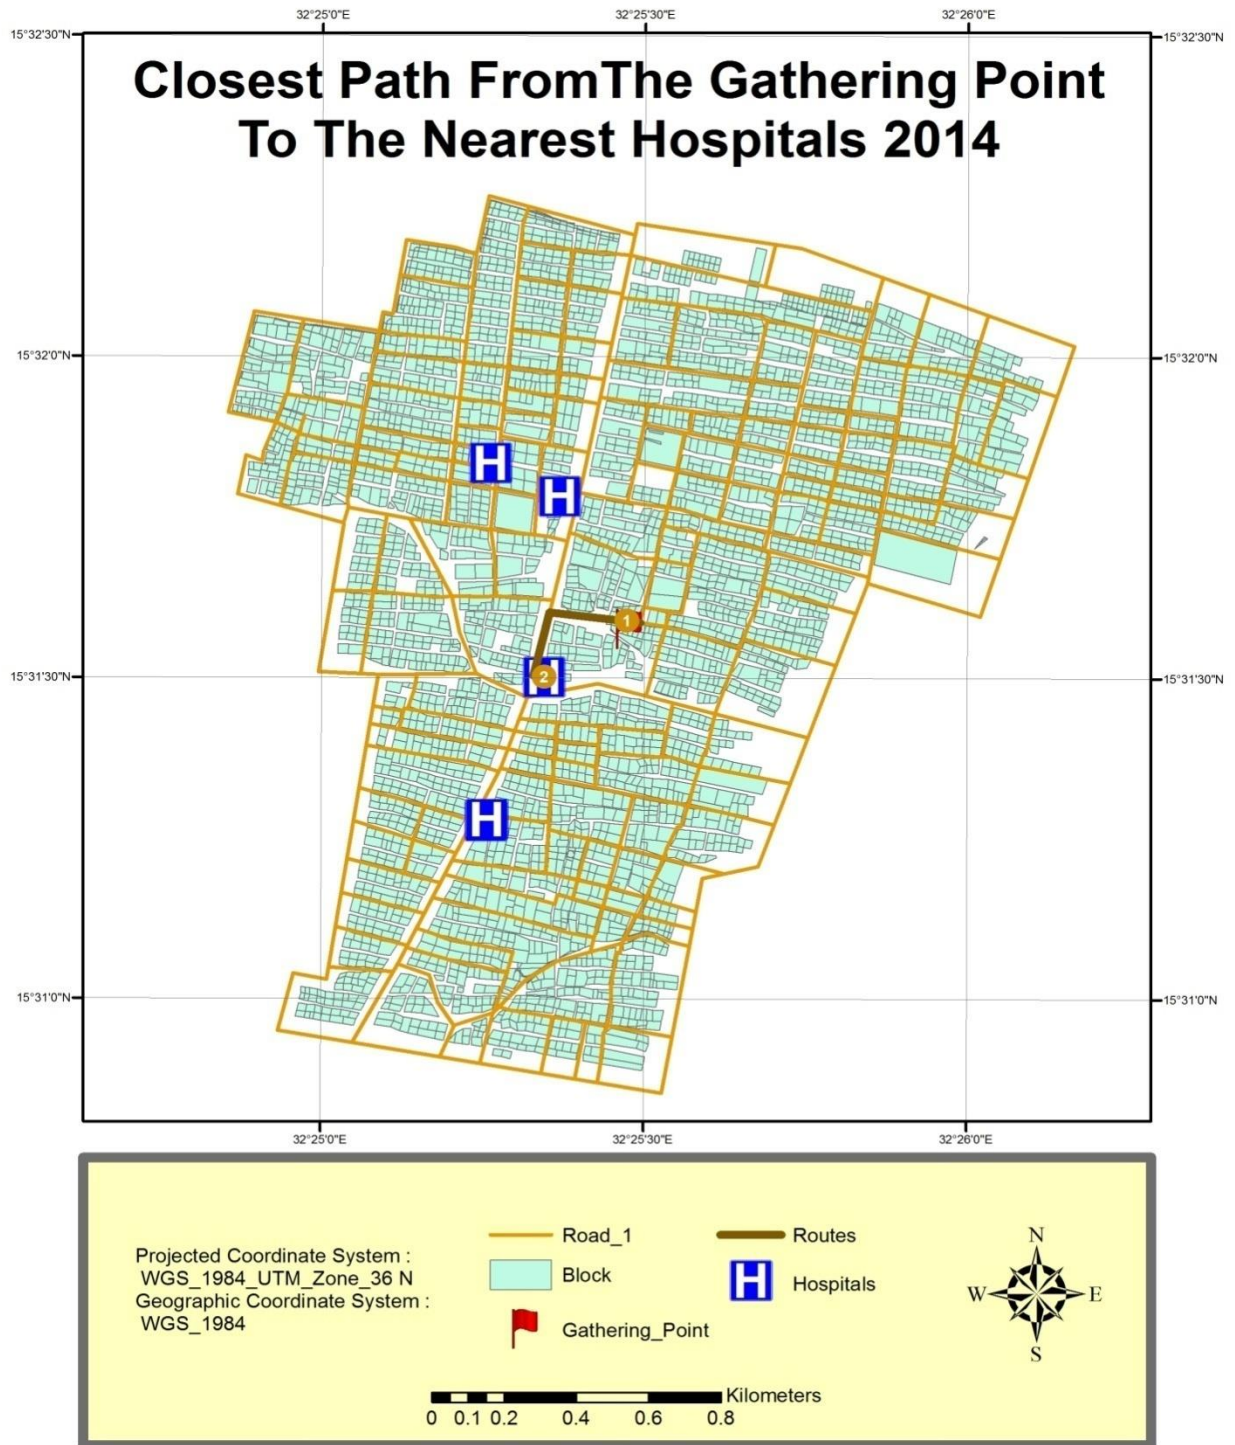 32°25'0"E 32°25'30"E 32°26'0"E
15°32'30"N 15°32'30"N
Closest Path FromThe Gathering Point
To The Nearest Hospitals 2014
15°32'0"N 15°32'0"N
H
H
1
15°31'30"N H 2 15°31'30"N
H
15°31'0"N 15°31'0"N
32°25'0"E 32°25'30"E 32°26'0"E
Projected Coordinate System :
WGS_1984_UTM_Zone_36 N
Geographic Coordinate System :
WGS_1984
Road_1
Block
Gathering_Point
Routes
H Hospitals
N
W E
S
Kilometers
0 0.1 0.2 0.4 0.6 0.8